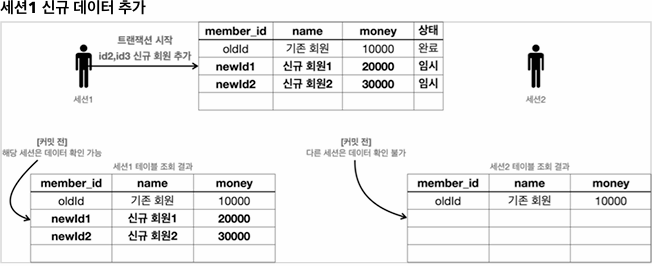 세션1 신규 데이터 추가
트랜잭션 시작
id2,id3 신규 회원 추가
member_id name money 상태
oldId 기존 회원 10000 완료
newId1 신규 회원1 20000 임시
newId2 신규 회원2 30000 임시
세션1
세션2
[커밋 전]
해당 세션은 데이터 확인 가능
세션1 테이블 조회 결과
member_id name money
oldId 기존 회원 10000
newId1 신규 회원1 20000
newId2 신규 회원2 30000
[커밋 전]
다른 세션은 데이터 확인 불가
세션2 테이블 조회 결과
member_id name money
oldId 기존 회원 10000